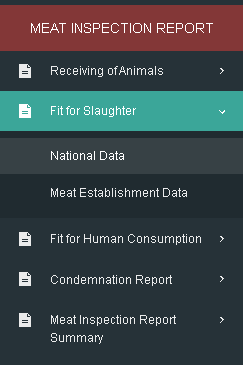 MEAT INSPECTION REPORT
Receiving of Animals
Fit for Slaughter
National Data
Meat Establishment Data
Fit for Human Consumption
Condemnation Report
Meat Inspection Report
Summary